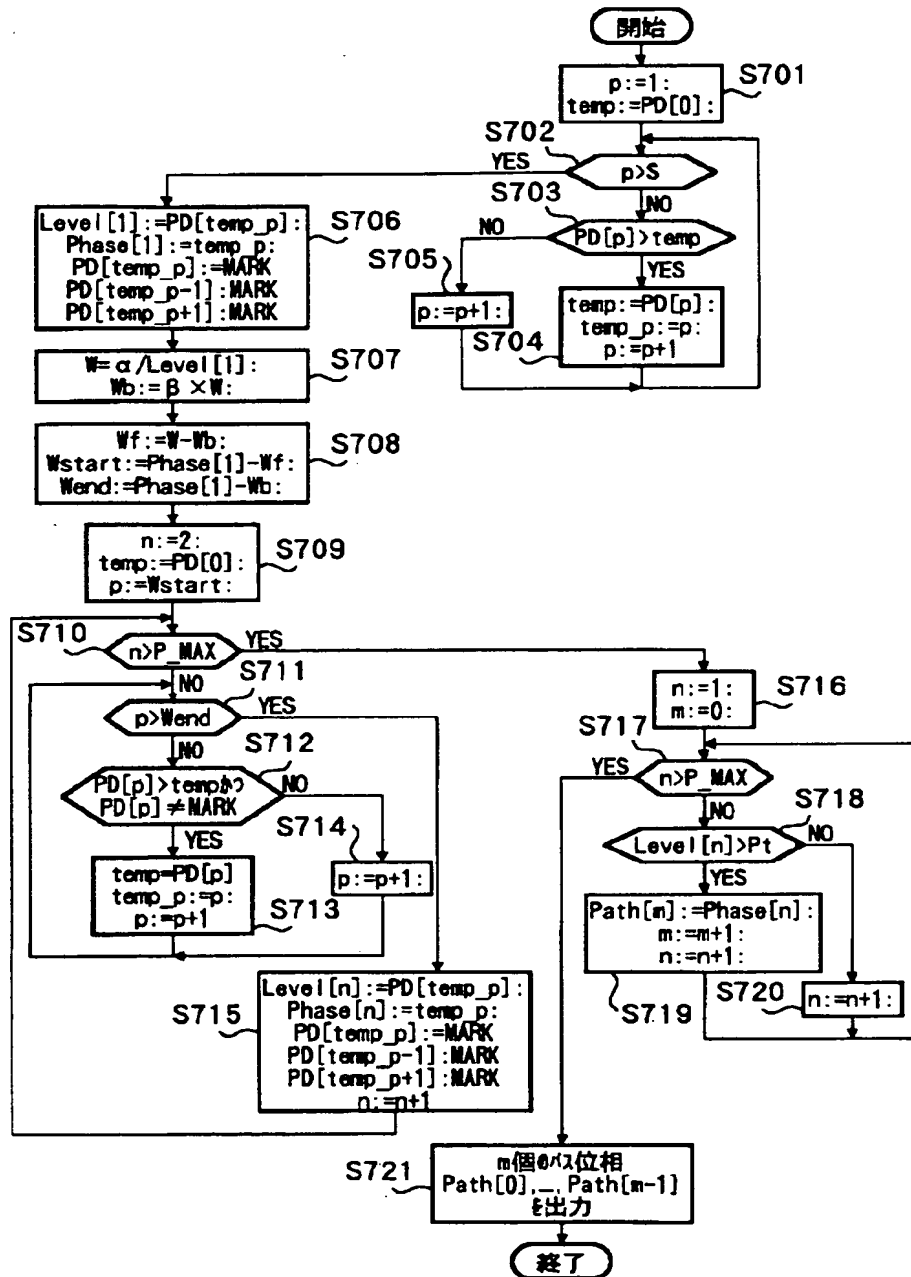 開始
S701
p:=1:
temp:=PD[0]:
S702
YES
p>S
NO
S703
NO
PD[p]>temp
YES
S705
p:=p+1:
S704
temp:=PD[p]:
temp_p:=p:
p:=p+1
S706
Level[1]:=PD[temp_p]:
Phase[1]:=temp_p:
PD[temp_p]:=MARK
PD[temp_p-1]:MARK
PD[temp_p+1]:MARK
S707
W=α/Level[1]:
Wb:=β×W:
S708
Wf:=W-Wb:
Wstart:=Phase[1]-Wf:
Wend:=Phase[1]-Wb:
S709
n:=2:
temp:=PD[0]:
p:=Wstart:
S710
n>P_MAX
YES
NO
S711
p>Wend
YES
NO
S712
PD[p]>tempかつ
PD[p]≠MARK
NO
YES
S714
p:=p+1:
temp=PD[p]
temp_p:=p:
p:=p+1
S713
S715
Level[n]:=PD[temp_p]:
Phase[n]:=temp_p:
PD[temp_p]:=MARK
PD[temp_p-1]:MARK
PD[temp_p+1]:MARK
n:=n+1
S716
n:=1:
m:=0:
S717
YES
n>P_MAX
NO
S718
Level[n]>Pt
NO
YES
Path[m]:=Phase[n]:
m:=m+1:
n:=n+1:
S719
S720
n:=n+1:
S721
m個のパス位相
Path[0],…,Path[m-1]
を出力
終了